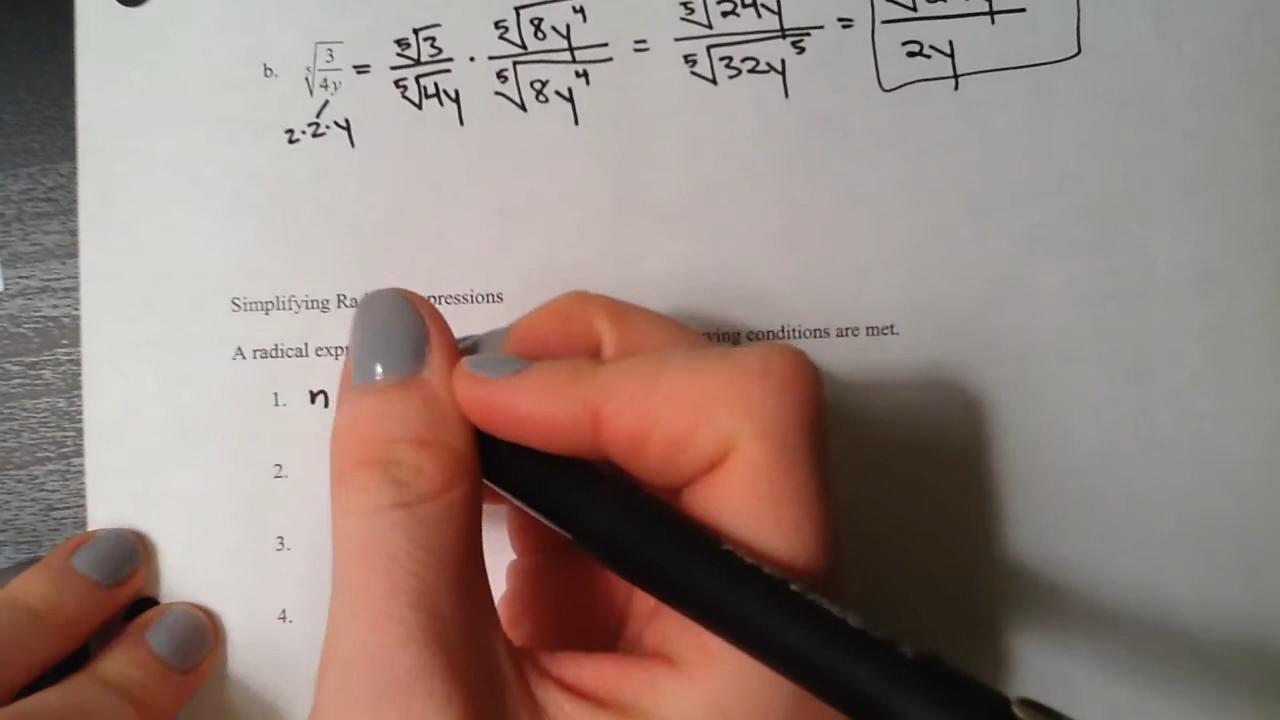 b. ⁵√(3/4y) = ⁵√3/⁵√4y · ⁵√8y⁴/⁵√8y⁴ = ⁵√24y/⁵√32y⁵ = /2y
2·2·y
Simplifying Ra pressions
A radical exp ving conditions are met.
1. n
2.
3.
4.